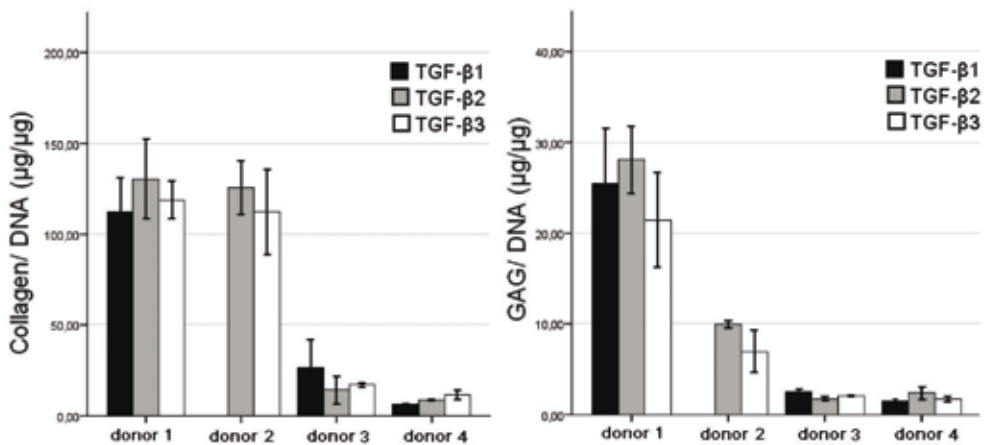 Collagen/ DNA (µg/µg)
200,00
150,00
100,00
50,00
0,00
TGF-β1
TGF-β2
TGF-β3
donor 1 donor 2 donor 3 donor 4
GAG/ DNA (µg/µg)
40,00
30,00
20,00
10,00
0,00
TGF-β1
TGF-β2
TGF-β3
donor 1 donor 2 donor 3 donor 4